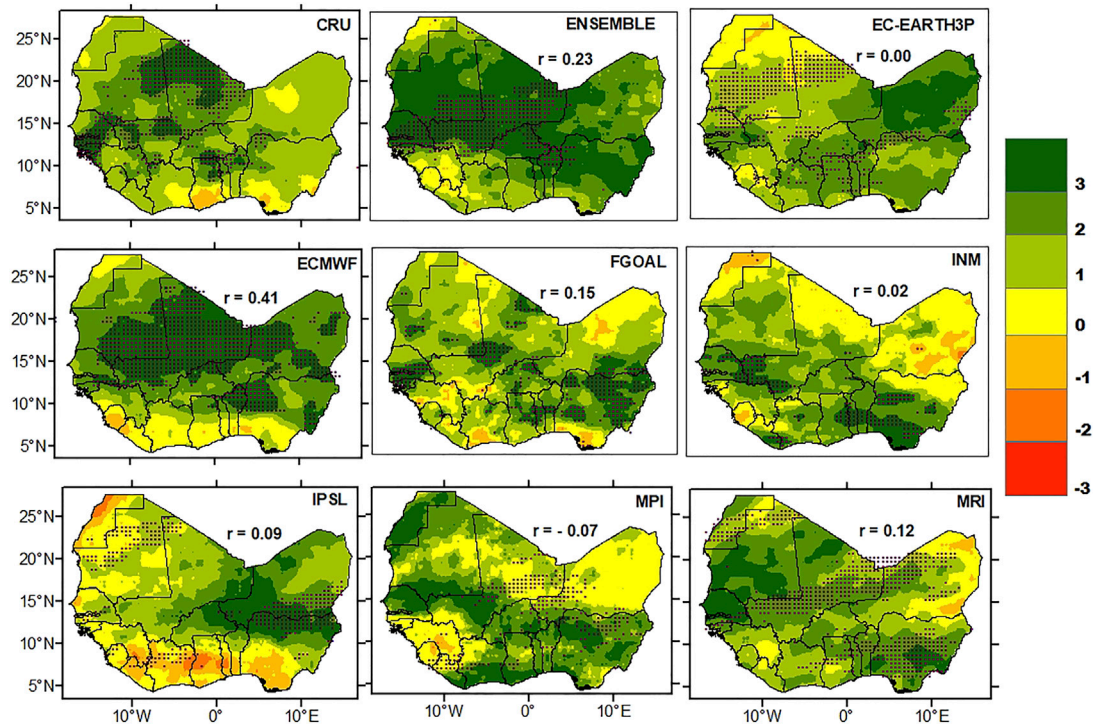 CRU
25°N
20°N
15°N
10°N
5°N
ENSEMBLE
r = 0.23
EC-EARTH3P
r = 0.00
ECMWF
r = 0.41
25°N
20°N
15°N
10°N
5°N
FGOAL
r = 0.15
INM
r = 0.02
3
2
1
0
-1
-2
-3
IPSL
r = 0.09
25°N
20°N
15°N
10°N
5°N
10°W 0° 10°E
MPI
r = - 0.07
10°W 0° 10°E
MRI
r = 0.12
10°W 0° 10°E